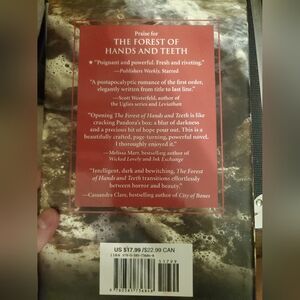 Praise for
THE FOREST OF
HANDS AND TEETH
★ "Poignant and powerful. Fresh and riveting."
—Publishers Weekly, Starred
"A postapocalyptic romance of the first order,
elegantly written from title to last line."
—Scott Westerfeld, author of
the Uglies series and Leviathan
"Opening The Forest of Hands and Teeth is like
cracking Pandora's box: a blur of darkness
and a precious bit of hope pour out. This is a
beautifully crafted, page-turning, powerful novel.
I thoroughly enjoyed it."
—Melissa Marr, bestselling author of
Wicked Lovely and Ink Exchange
"Intelligent, dark and bewitching, The Forest
of Hands and Teeth transitions effortlessly
between horror and beauty."
—Cassandra Clare, bestselling author of City of Bones
US $17.99 / $22.99 CAN
51799